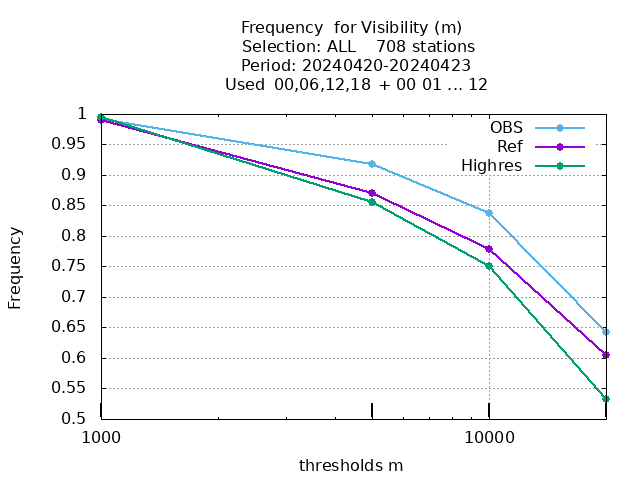 Frequency  for Visibility (m)
Selection: ALL    708 stations
Period: 20240420-20240423
Used  00,06,12,18  + 00 01 ... 12
OBS
Ref
Highres
1
0.95
0.9
0.85
0.8
0.75
0.7
0.65
0.6
0.55
0.5
Frequency
1000 10000
thresholds m